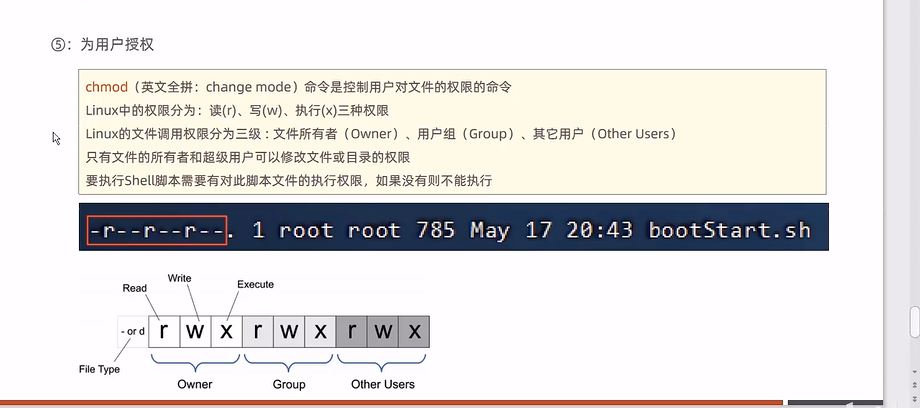 ⑤：为用户授权
chmod（英文全拼：change mode）命令是控制用户对文件的权限的命令
Linux中的权限分为：读(r)、写(w)、执行(x)三种权限
Linux的文件调用权限分为三级 : 文件所有者（Owner）、用户组（Group）、其它用户（Other Users）
只有文件的所有者和超级用户可以修改文件或目录的权限
要执行Shell脚本需要有对此脚本文件的执行权限，如果没有则不能执行
-r--r--r--. 1 root root 785 May 17 20:43 bootStart.sh
Read Write Execute
- or d r w x r w x r w x
File Type
Owner Group Other Users